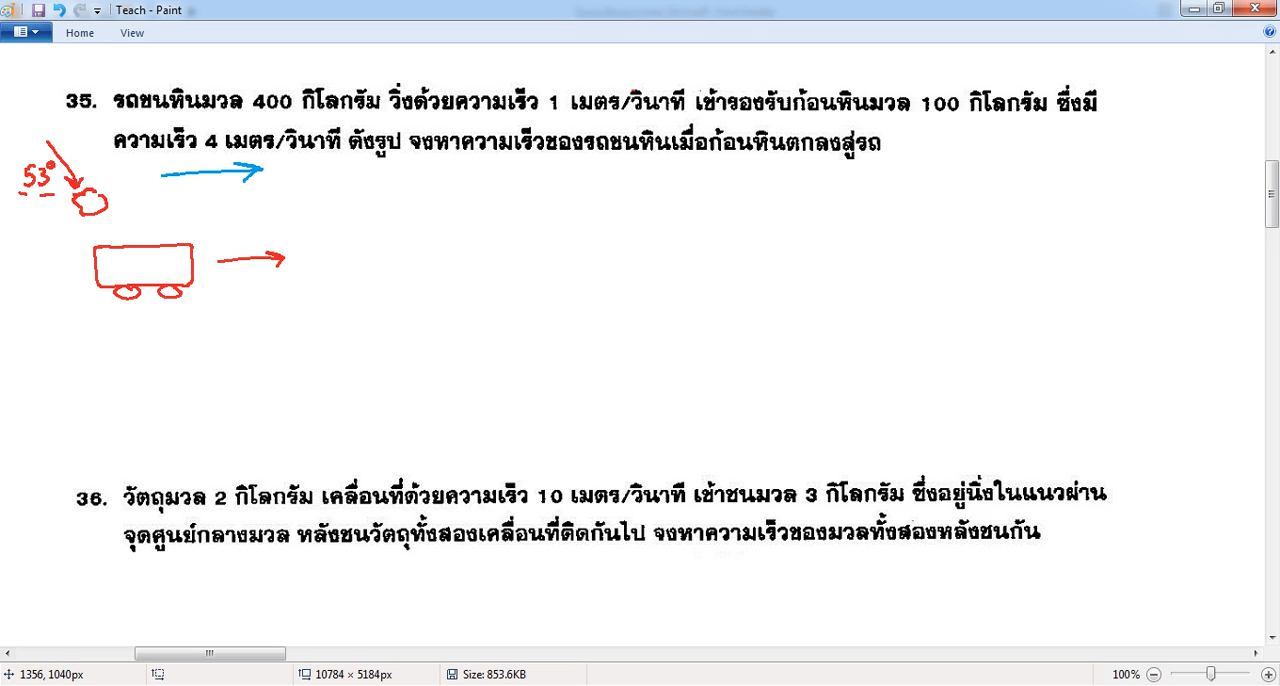 Teach - Paint
Home View
35. รถขนหินมวล 400 กิโลกรัม วิ่งด้วยความเร็ว 1 เมตร/วินาที เข้ารองรับก้อนหินมวล 100 กิโลกรัม ซึ่งมี
ความเร็ว 4 เมตร/วินาที ดังรูป จงหาความเร็วของรถขนหินเมื่อก้อนหินตกลงสู่รถ
53°
36. วัตถุมวล 2 กิโลกรัม เคลื่อนที่ด้วยความเร็ว 10 เมตร/วินาที เข้าชนมวล 3 กิโลกรัม ซึ่งอยู่นิ่งในแนวผ่าน
จุดศูนย์กลางมวล หลังชนวัตถุทั้งสองเคลื่อนที่ติดกันไป จงหาความเร็วของมวลทั้งสองหลังชนกัน
1356, 1040px 10784 × 5184px Size: 853.6KB 100%